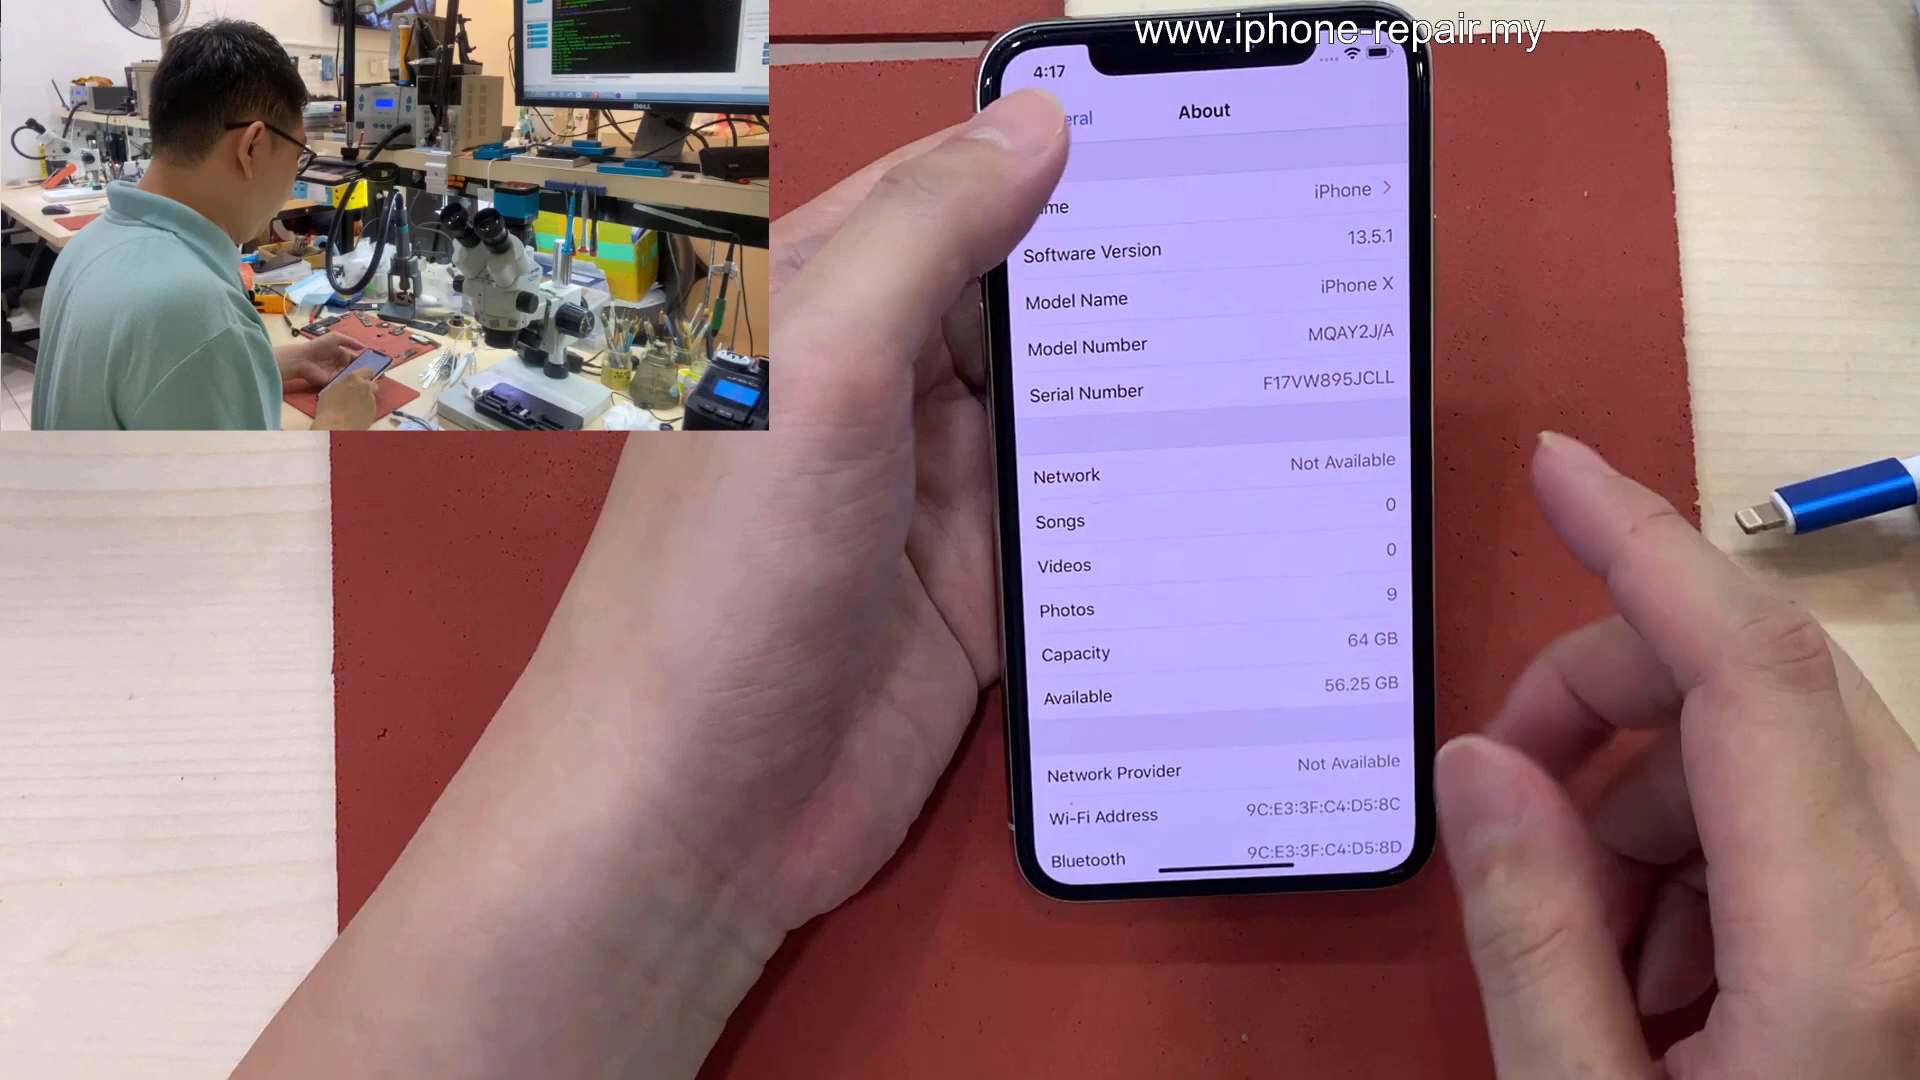 www.iphone-repair.my
DELL
4:17
eral
About
me
iPhone
Software Version
13.5.1
Model Name
iPhone X
Model Number
MQAY2J/A
Serial Number
F17VW895JCLL
Network
Not Available
Songs
0
Videos
0
Photos
9
Capacity
64 GB
Available
56.25 GB
Network Provider
Not Available
Wi-Fi Address
9C:E3:3F:C4:D5:8C
Bluetooth
9C:E3:3F:C4:D5:8D